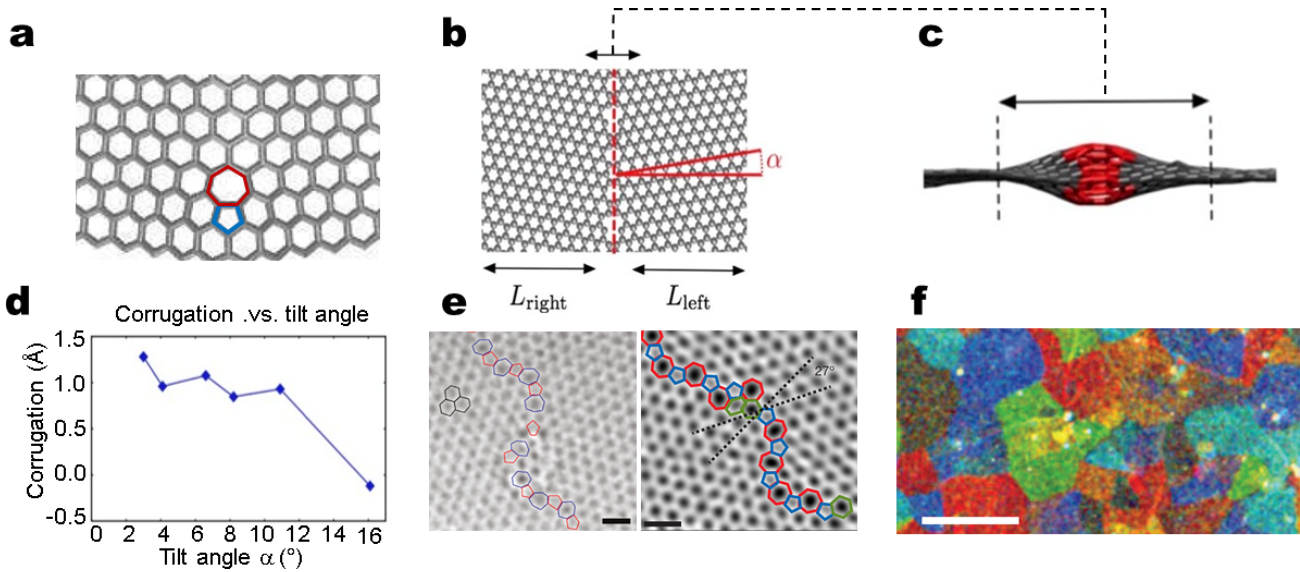 a
b
c
α
L_right
L_left
d
Corrugation .vs. tilt angle
Corrugation (Å)
1.5
1.0
0.5
0.0
-0.5
0 2 4 6 8 10 12 14 16
Tilt angle α (°)
e
27°
f